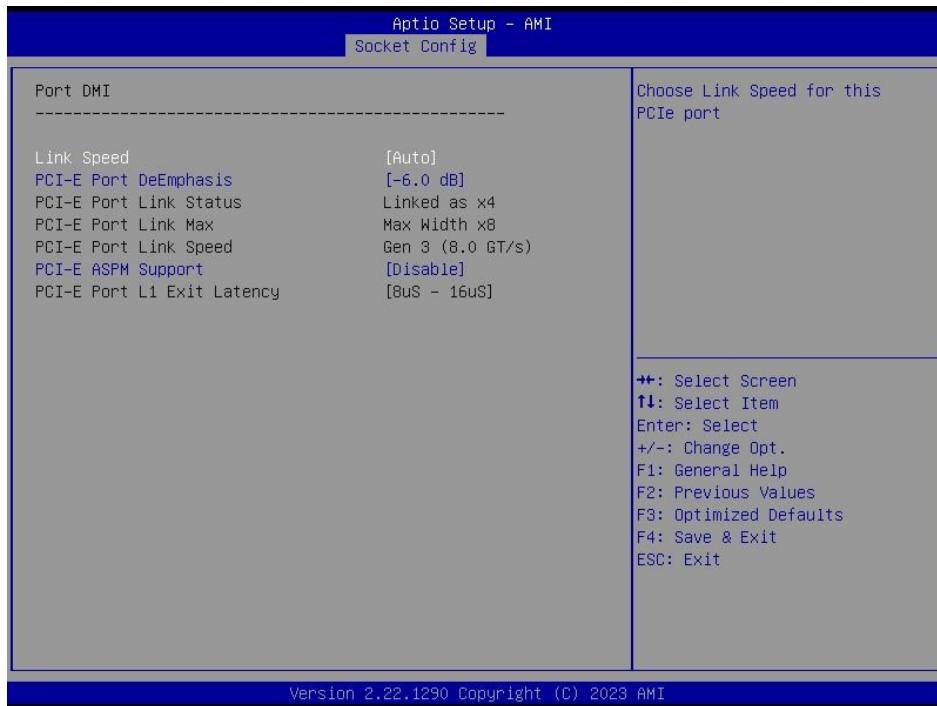 Aptio Setup - AMI
Socket Config
Port DMI
--------------------------------------------------
Link Speed [Auto]
PCI-E Port DeEmphasis [-6.0 dB]
PCI-E Port Link Status Linked as x4
PCI-E Port Link Max Max Width x8
PCI-E Port Link Speed Gen 3 (8.0 GT/s)
PCI-E ASPM Support [Disable]
PCI-E Port L1 Exit Latency [8uS - 16uS]
Choose Link Speed for this
PCIe port
→←: Select Screen
↑↓: Select Item
Enter: Select
+/-: Change Opt.
F1: General Help
F2: Previous Values
F3: Optimized Defaults
F4: Save & Exit
ESC: Exit
Version 2.22.1290 Copyright (C) 2023 AMI